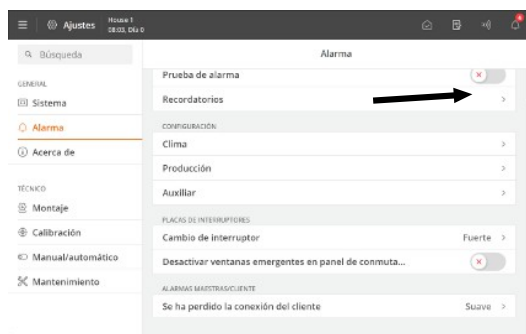 Ajustes
House 1
08:03, Día 0
Búsqueda
Alarma
GENERAL
Sistema
Alarma
Acerca de
TÉCNICO
Montaje
Calibración
Manual/automático
Mantenimiento
Prueba de alarma
Recordatorios
CONFIGURACIÓN
Clima
Producción
Auxiliar
PLACAS DE INTERRUPTORES
Cambio de interruptor Fuerte
Desactivar ventanas emergentes en panel de conmuta...
ALARMAS MAESTRAS/CLIENTE
Se ha perdido la conexión del cliente Suave